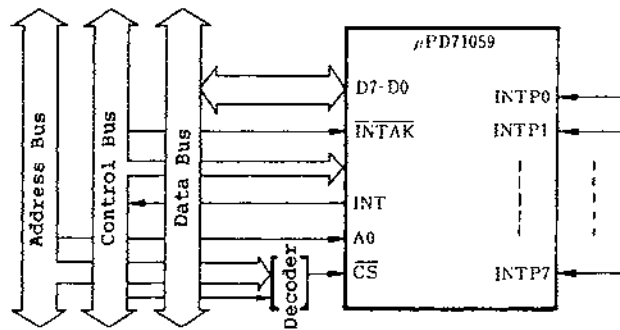 μPD71059
Address Bus
Control Bus
Data Bus
D7-D0
INTAK
INT
A0
CS
Decoder
INTP0
INTP1
INTP7